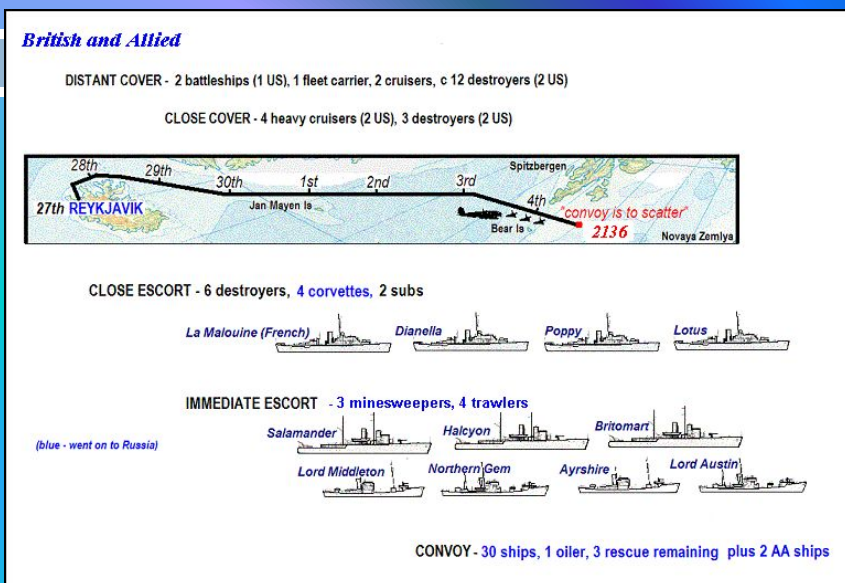 British and Allied
DISTANT COVER - 2 battleships (1 US), 1 fleet carrier, 2 cruisers, c 12 destroyers (2 US)
CLOSE COVER - 4 heavy cruisers (2 US), 3 destroyers (2 US)
28th 29th 30th 1st 2nd 3rd Spitzbergen
4th
27th REYKJAVIK
Jan Mayen Is
Bear Is
"convoy is to scatter"
2136
Novaya Zemlya
CLOSE ESCORT - 6 destroyers, 4 corvettes, 2 subs
La Malouine (French) Dianella Poppy Lotus
IMMEDIATE ESCORT - 3 minesweepers, 4 trawlers
(blue - went on to Russia)
Salamander Halcyon Britomart
Lord Middleton Northern Gem Ayrshire Lord Austin
CONVOY - 30 ships, 1 oiler, 3 rescue remaining plus 2 AA ships